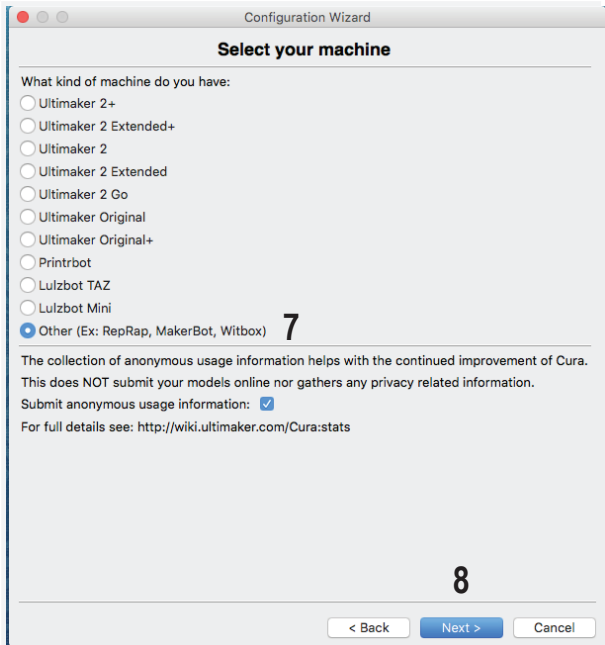 Configuration Wizard
Select your machine
What kind of machine do you have:
Ultimaker 2+
Ultimaker 2 Extended+
Ultimaker 2
Ultimaker 2 Extended
Ultimaker 2 Go
Ultimaker Original
Ultimaker Original+
Printrbot
Lulzbot TAZ
Lulzbot Mini
Other (Ex: RepRap, MakerBot, Witbox) 7
The collection of anonymous usage information helps with the continued improvement of Cura.
This does NOT submit your models online nor gathers any privacy related information.
Submit anonymous usage information:
For full details see: http://wiki.ultimaker.com/Cura:stats
8
< Back Next > Cancel